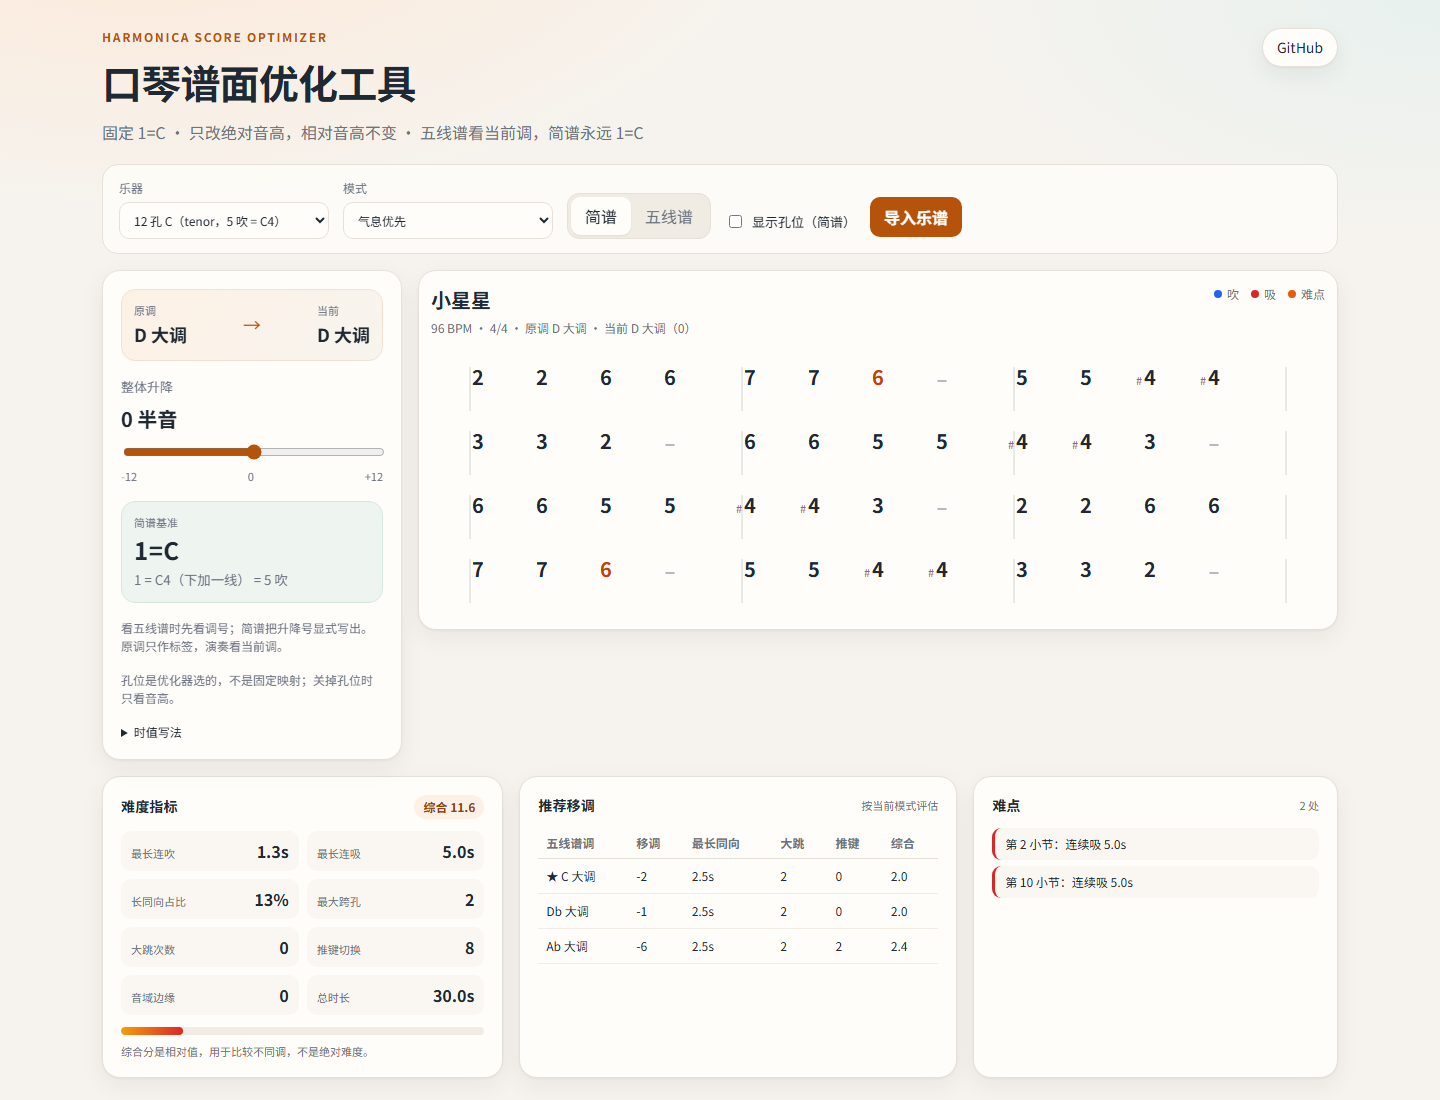 HARMONICA SCORE OPTIMIZER
口琴谱面优化工具
固定 1=C · 只改绝对音高，相对音高不变 · 五线谱看当前调，简谱永远 1=C
GitHub
乐器
12 孔 C（tenor，5 吹 = C4）
模式
气息优先
简谱 五线谱
显示孔位（简谱）
导入乐谱
原调
D 大调
→
当前
D 大调
整体升降
0 半音
-12 0 +12
简谱基准
1=C
1 = C4（下加一线） = 5 吹
看五线谱时先看调号；简谱把升降号显式写出。
原调只作标签，演奏看当前调。
孔位是优化器选的，不是固定映射；关掉孔位时
只看音高。
▶ 时值写法
小星星
96 BPM · 4/4 · 原调 D 大调 · 当前 D 大调（0）
吹 吸 难点
2 2 6 6 7 7 6 – 5 5 #4 #4
3 3 2 – 6 6 5 5 #4 #4 3 –
6 6 5 5 #4 #4 3 – 2 2 6 6
7 7 6 – 5 5 #4 #4 3 3 2 –
难度指标
综合 11.6
最长连吹 1.3s 最长连吸 5.0s
长同向占比 13% 最大跨孔 2
大跳次数 0 推键切换 8
音域边缘 0 总时长 30.0s
综合分是相对值，用于比较不同调，不是绝对难度。
推荐移调
按当前模式评估
五线谱调 移调 最长同向 大跳 推键 综合
★ C 大调 -2 2.5s 2 0 2.0
Db 大调 -1 2.5s 2 0 2.0
Ab 大调 -6 2.5s 2 2 2.4
难点
2 处
第 2 小节：连续吸 5.0s
第 10 小节：连续吸 5.0s